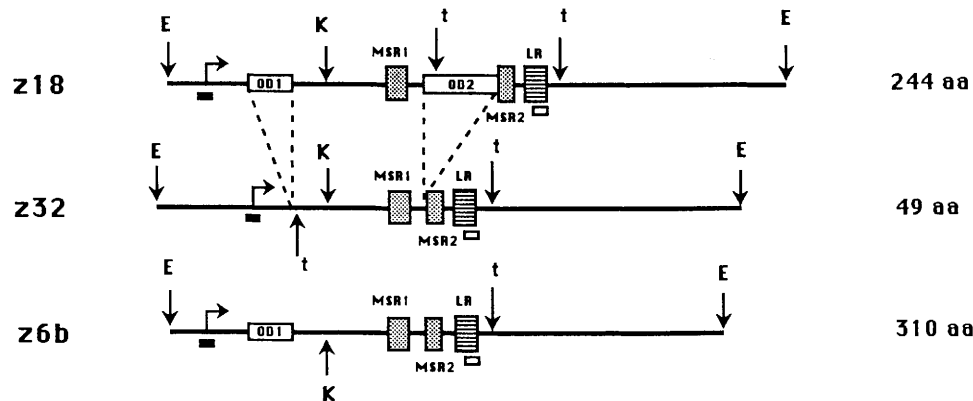 E K MSR1 t LR t E
z18 OD1 OD2 244 aa
MSR2
E K MSR1 LR t E
z32 49 aa
MSR2
t
E MSR1 LR t E
z6b OD1 310 aa
MSR2
K